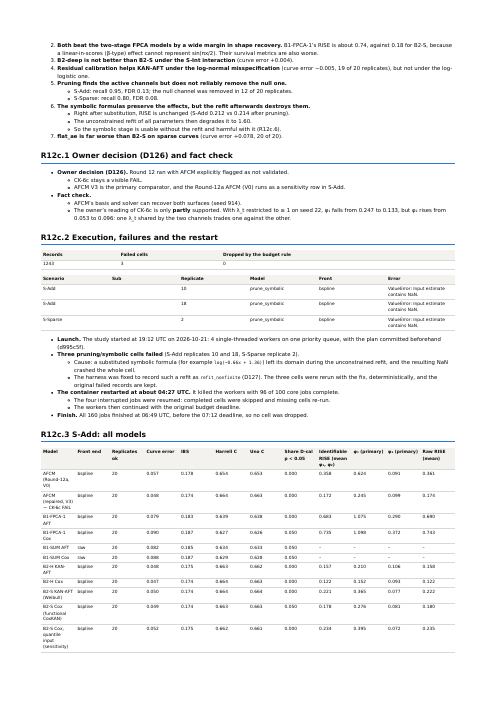 2. Both beat the two-stage FPCA models by a wide margin in shape recovery. B1-FPCA-1's RISE is about 0.74, against 0.18 for B2-S, because
a linear-in-scores (β-type) effect cannot represent sin(πx/2). Their survival metrics are also worse.
3. B2-deep is not better than B2-S under the S-Int interaction (curve error +0.004).
4. Residual calibration helps KAN-AFT under the log-normal misspecification (curve error −0.005, 19 of 20 replicates), but not under the log-
logistic one.
5. Pruning finds the active channels but does not reliably remove the null one.
S-Add: recall 0.95, FDR 0.13; the null channel was removed in 12 of 20 replicates.
S-Sparse: recall 0.80, FDR 0.08.
6. The symbolic formulas preserve the effects, but the refit afterwards destroys them.
Right after substitution, RISE is unchanged (S-Add 0.212 vs 0.214 after pruning).
The unconstrained refit of all parameters then degrades it to 1.60.
So the symbolic stage is usable without the refit and harmful with it (R12c.6).
7. flat_ae is far worse than B2-S on sparse curves (curve error +0.078, 20 of 20).
R12c.1 Owner decision (D126) and fact check
Owner decision (D126). Round 12 ran with AFCM explicitly flagged as not validated.
CK-6c stays a visible FAIL.
AFCM V3 is the primary comparator, and the Round-12a AFCM (V0) runs as a sensitivity row in S-Add.
Fact check.
AFCM's basis and solver can recover both surfaces (seed 914).
The owner's reading of CK-6c is only partly supported. With λ_t restricted to ≥ 1 on seed 22, φ₁ falls from 0.247 to 0.133, but φ₂ rises from
0.053 to 0.096: one λ_t shared by the two channels trades one against the other.
R12c.2 Execution, failures and the restart
Records Failed cells Dropped by the budget rule
1243 3 0
Scenario Sub Replicate Model Front Error
S-Add 10 prune_symbolic bspline ValueError: Input estimate
contains NaN.
S-Add 18 prune_symbolic bspline ValueError: Input estimate
contains NaN.
S-Sparse 2 prune_symbolic bspline ValueError: Input estimate
contains NaN.
Launch. The study started at 19:12 UTC on 2026-10-21: 4 single-threaded workers on one priority queue, with the plan committed beforehand
(d995c5f).
Three pruning/symbolic cells failed (S-Add replicates 10 and 18, S-Sparse replicate 2).
Cause: a substituted symbolic formula (for example log(−0.66x + 1.36)) left its domain during the unconstrained refit, and the resulting NaN
crashed the whole cell.
The harness was fixed to record such a refit as refit_nonfinite (D127). The three cells were rerun with the fix, deterministically, and the
original failed records are kept.
The container restarted at about 04:27 UTC. It killed the workers with 96 of 100 core jobs complete.
The four interrupted jobs were resumed: completed cells were skipped and missing cells re-run.
The workers then continued with the original budget deadline.
Finish. All 160 jobs finished at 06:49 UTC, before the 07:12 deadline, so no cell was dropped.
R12c.3 S-Add: all models
Model Front end Replicates ok Curve error IBS Harrell C Uno C Share D-cal p < 0.05 Identifiable RISE (mean φ₁, φ₂) φ₁ (primary) φ₂ (primary) Raw RISE (mean)
AFCM (Round-12a, V0) bspline 20 0.057 0.178 0.654 0.653 0.000 0.358 0.624 0.091 0.361
AFCM (repaired, V3) — CK-6c FAIL bspline 20 0.048 0.174 0.664 0.663 0.000 0.172 0.245 0.099 0.174
B1-FPCA-1 AFT bspline 20 0.079 0.183 0.639 0.638 0.000 0.683 1.075 0.290 0.690
B1-FPCA-1 Cox bspline 20 0.090 0.187 0.627 0.626 0.050 0.735 1.098 0.372 0.743
B1-SUM AFT raw 20 0.082 0.185 0.634 0.633 0.050 – – – –
B1-SUM Cox raw 20 0.088 0.187 0.629 0.628 0.000 – – – –
B2-H KAN-AFT bspline 20 0.048 0.175 0.663 0.662 0.000 0.157 0.210 0.106 0.158
B2-H Cox bspline 20 0.047 0.174 0.664 0.663 0.000 0.122 0.152 0.093 0.122
B2-S KAN-AFT (Weibull) bspline 20 0.050 0.174 0.664 0.664 0.000 0.221 0.365 0.077 0.222
B2-S Cox (functional CoxKAN) bspline 20 0.049 0.174 0.663 0.663 0.050 0.178 0.276 0.081 0.180
B2-S Cox, quantile input (sensitivity) bspline 20 0.052 0.175 0.662 0.661 0.000 0.234 0.395 0.072 0.235